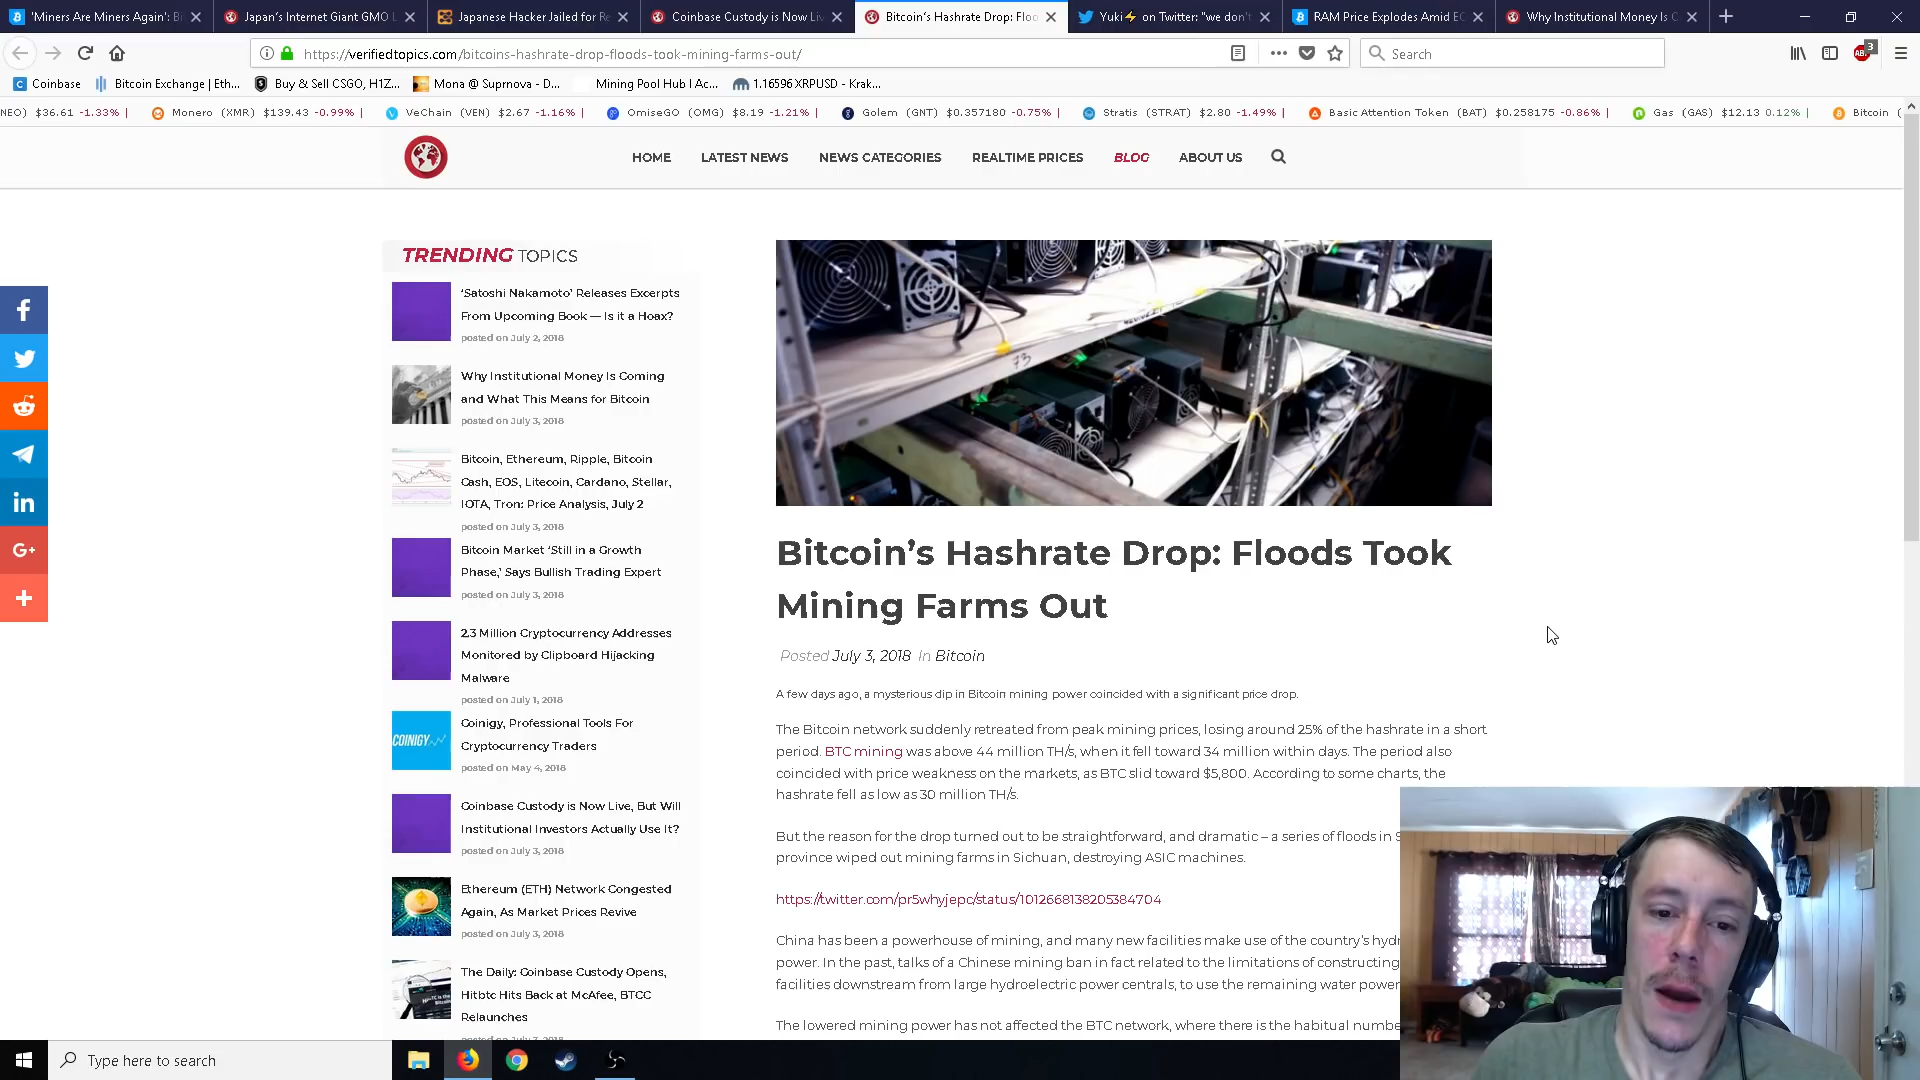 'Miners Are Miners Again': B
Japan's Internet Giant GMO L
Japanese Hacker Jailed for Re
Coinbase Custody is Now Liv
Bitcoin's Hashrate Drop: Floo
Yuki⚡ on Twitter: "we don't
RAM Price Explodes Amid EO
Why Institutional Money Is C
https://verifiedtopics.com/bitcoins-hashrate-drop-floods-took-mining-farms-out/
Search
3
Coinbase
Bitcoin Exchange | Eth...
Buy & Sell CSGO, H1Z...
Mona @ Suprnova - D...
Mining Pool Hub | Ac...
1.16596 XRPUSD - Krak...
NEO) $36.61 -1.33% |
Monero (XMR) $139.43 -0.99% |
VeChain (VEN) $2.67 -1.16% |
OmiseGO (OMG) $8.19 -1.21% |
Golem (GNT) $0.357180 -0.75% |
Stratis (STRAT) $2.80 -1.49% |
Basic Attention Token (BAT) $0.258175 -0.86% |
Gas (GAS) $12.13 0.12% |
Bitcoin (
HOME
LATEST NEWS
NEWS CATEGORIES
REALTIME PRICES
BLOG
ABOUT US
TRENDING TOPICS
'Satoshi Nakamoto' Releases Excerpts
From Upcoming Book — Is it a Hoax?
posted on July 2, 2018
Why Institutional Money Is Coming
and What This Means for Bitcoin
posted on July 3, 2018
Bitcoin, Ethereum, Ripple, Bitcoin
Cash, EOS, Litecoin, Cardano, Stellar,
IOTA, Tron: Price Analysis, July 2
posted on July 3, 2018
Bitcoin Market 'Still in a Growth
Phase,' Says Bullish Trading Expert
posted on July 3, 2018
2.3 Million Cryptocurrency Addresses
Monitored by Clipboard Hijacking
Malware
posted on July 1, 2018
COINIGY
Coinigy, Professional Tools For
Cryptocurrency Traders
posted on May 4, 2018
Coinbase Custody is Now Live, But Will
Institutional Investors Actually Use It?
posted on July 3, 2018
Ethereum (ETH) Network Congested
Again, As Market Prices Revive
posted on July 3, 2018
The Daily: Coinbase Custody Opens,
Hitbtc Hits Back at McAfee, BTCC
Relaunches
73
Bitcoin's Hashrate Drop: Floods Took
Mining Farms Out
Posted July 3, 2018 In Bitcoin
A few days ago, a mysterious dip in Bitcoin mining power coincided with a significant price drop.
The Bitcoin network suddenly retreated from peak mining prices, losing around 25% of the hashrate in a short
period. BTC mining was above 44 million TH/s, when it fell toward 34 million within days. The period also
coincided with price weakness on the markets, as BTC slid toward $5,800. According to some charts, the
hashrate fell as low as 30 million TH/s.
But the reason for the drop turned out to be straightforward, and dramatic – a series of floods in S
province wiped out mining farms in Sichuan, destroying ASIC machines.
https://twitter.com/pr5whyjepc/status/1012668138205384704
China has been a powerhouse of mining, and many new facilities make use of the country's hydr
power. In the past, talks of a Chinese mining ban in fact related to the limitations of constructing
facilities downstream from large hydroelectric power centrals, to use the remaining water power
The lowered mining power has not affected the BTC network, where there is the habitual numbe
Type here to search